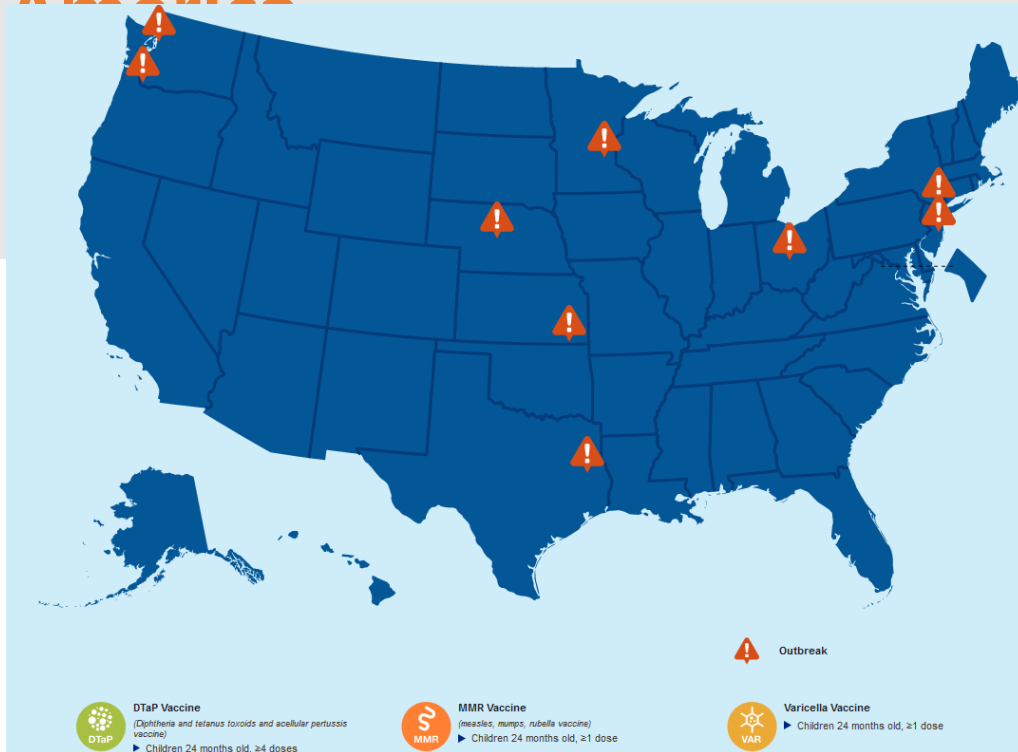 America
Outbreak
DTaP Vaccine
(Diphtheria and tetanus toxoids and acellular pertussis
vaccine)
▶ Children 24 months old, ≥4 doses
DTaP
MMR Vaccine
(measles, mumps, rubella vaccine)
▶ Children 24 months old, ≥1 dose
MMR
Varicella Vaccine
▶ Children 24 months old, ≥1 dose
VAR